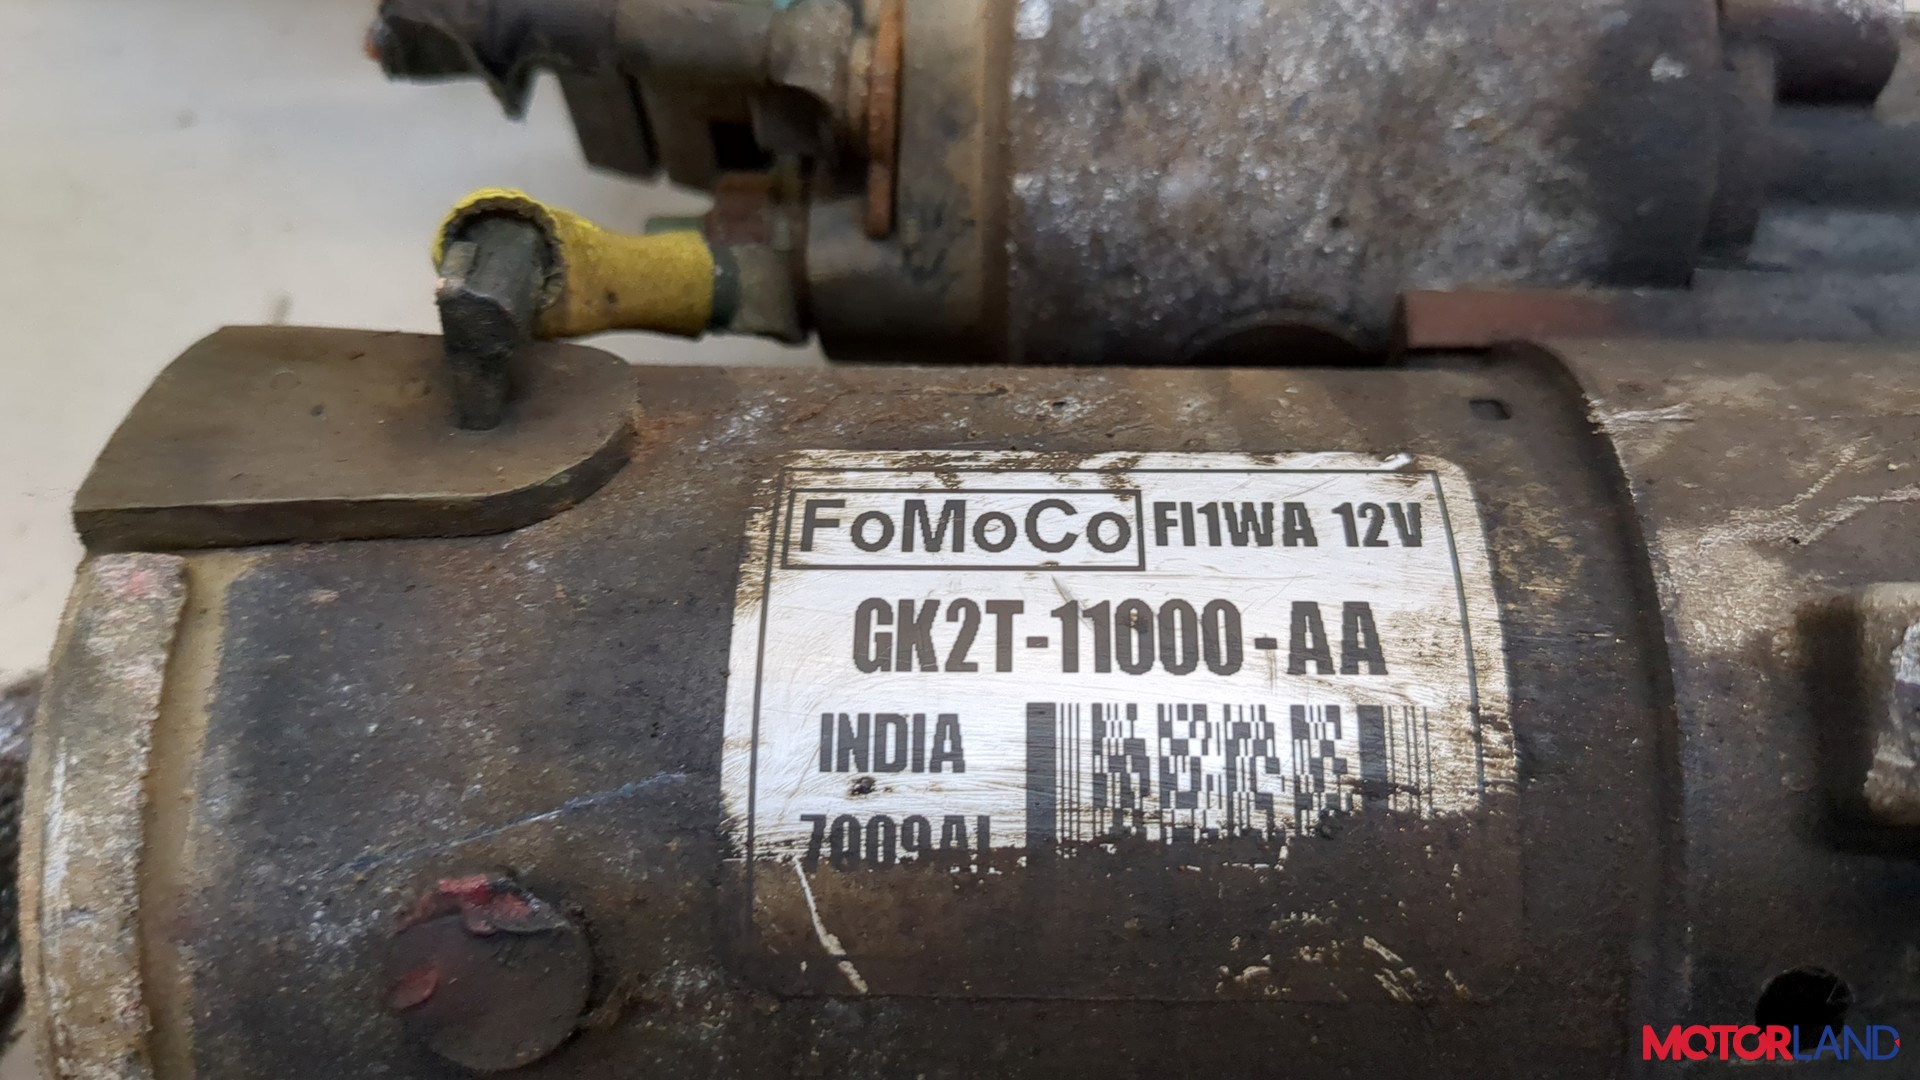 FoMoCo FI1WA 12V
GK2T-11000-AA
INDIA
MOTORLAND